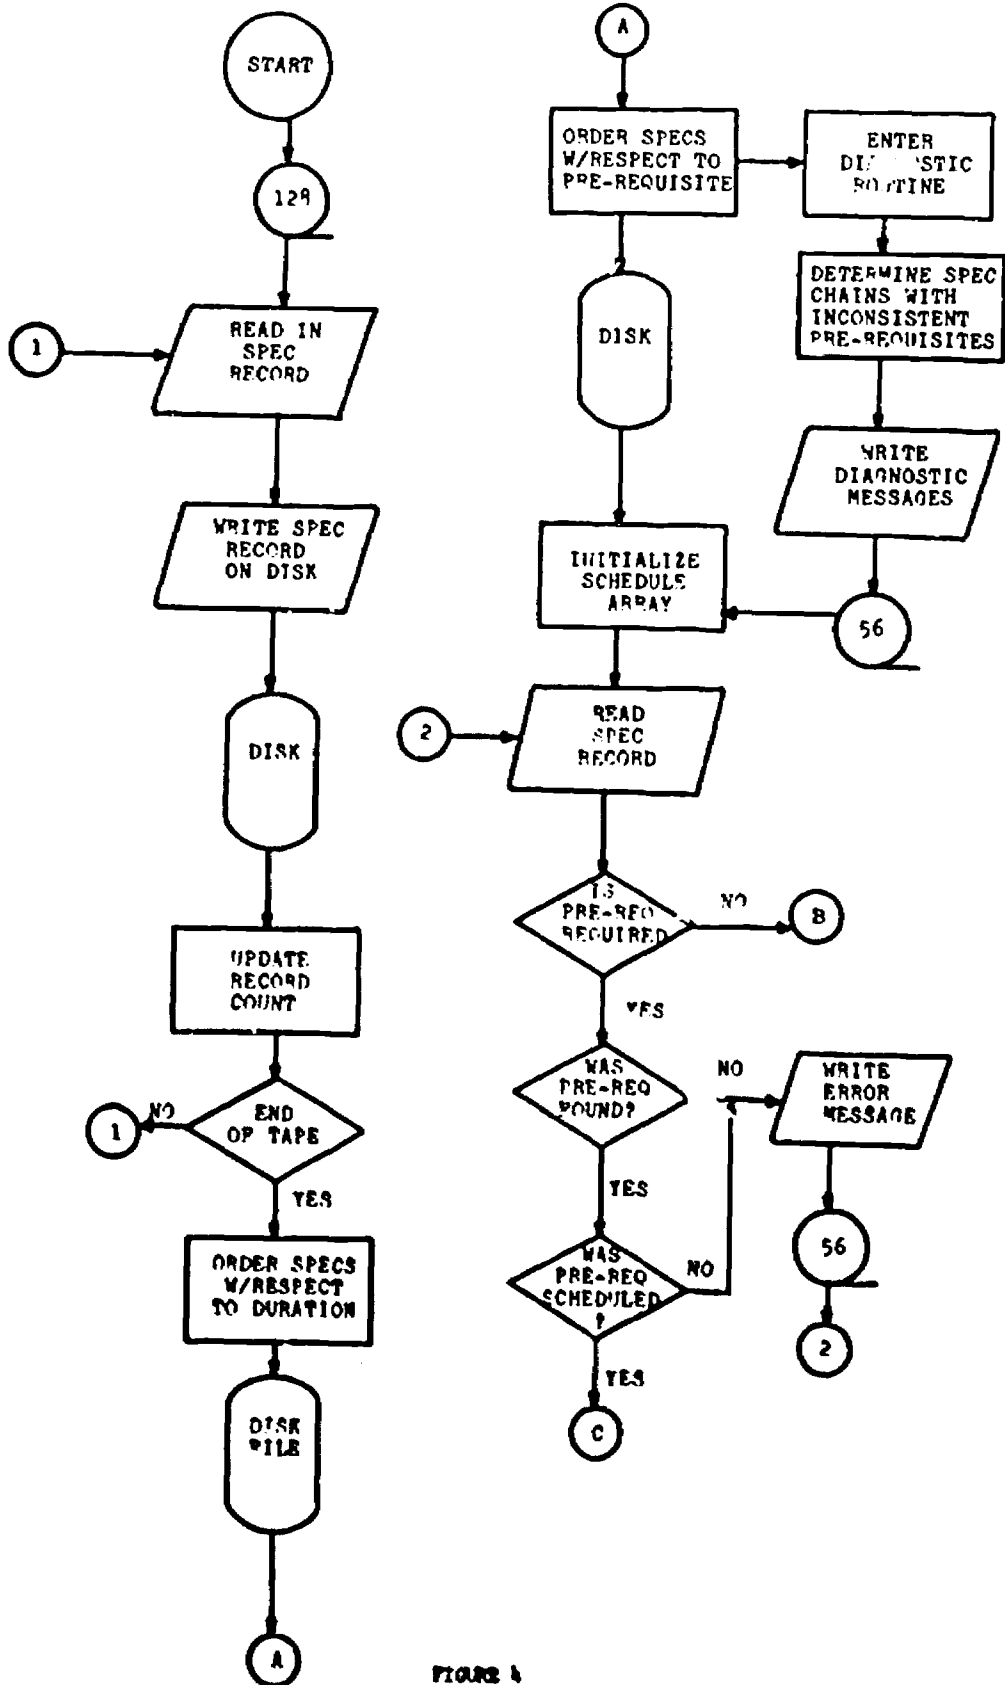 START
128
1
READ IN
SPEC
RECORD
WRITE SPEC
RECORD
ON DISK
DISK
UPDATE
RECORD
COUNT
NO
1
END
OF TAPE
YES
ORDER SPECS
W/RESPECT
TO DURATION
DISK
FILE
A
A
ORDER SPECS
W/RESPECT TO
PRE-REQUISITE
ENTER
ROUTINE
DETERMINE SPEC
CHAINS WITH
INCONSISTENT
PRE-REQUISITES
DISK
WRITE
DIAGNOSTIC
MESSAGES
INITIALIZE
SCHEDULE
ARRAY
56
2
READ
SPEC
RECORD
IS
PRE-REQ
REQUIRED
NO
B
YES
WAS
PRE-REQ
FOUND?
NO
WRITE
ERROR
MESSAGE
YES
WAS
PRE-REQ
SCHEDULED
?
NO
56
2
YES
C
FIGURE 4